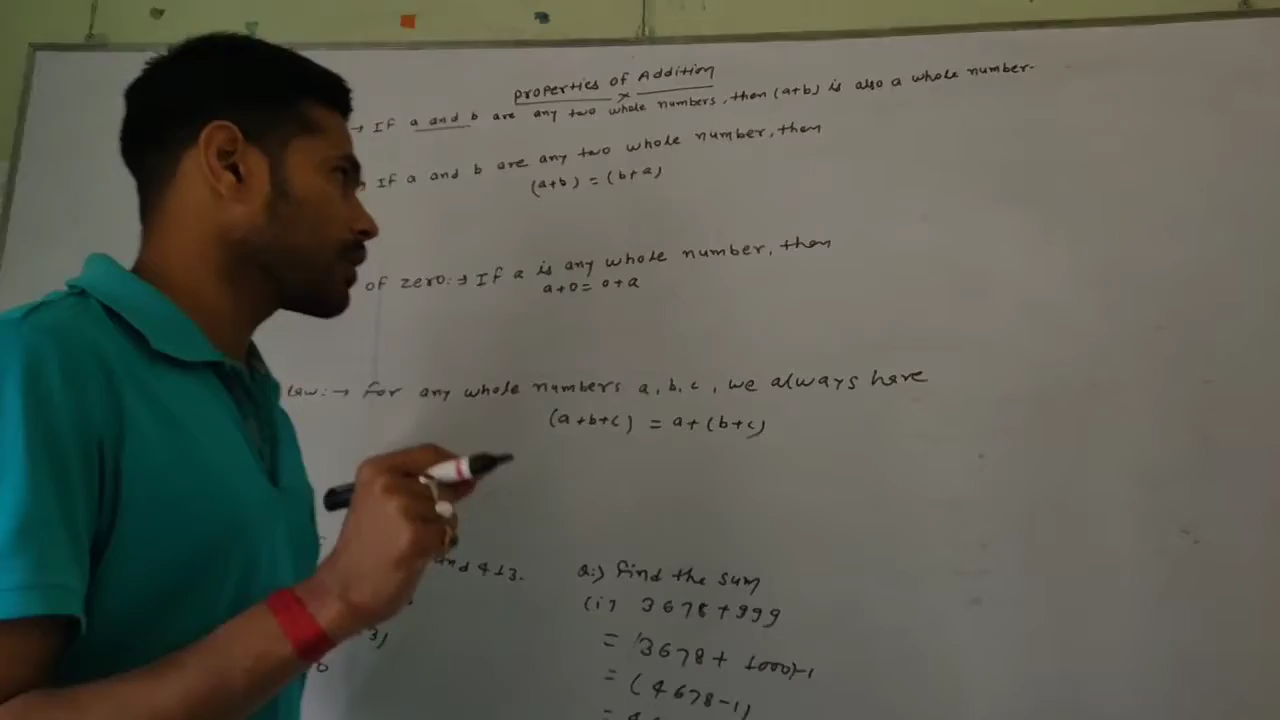 Properties of Addition
→ If a and b are any two whole numbers, then (a+b) is also a whole number.
If a and b are any two whole number, then
(a+b) = (b+a)
of zero:→ If a is any whole number, then
a+0 = 0+a
law:→ for any whole numbers a, b, c, we always have
(a+b+c) = a+(b+c)
and 413.
Q:) find the sum
3)
(i) 3678+999
= 3678+1000)-1
0
= (4678-1)